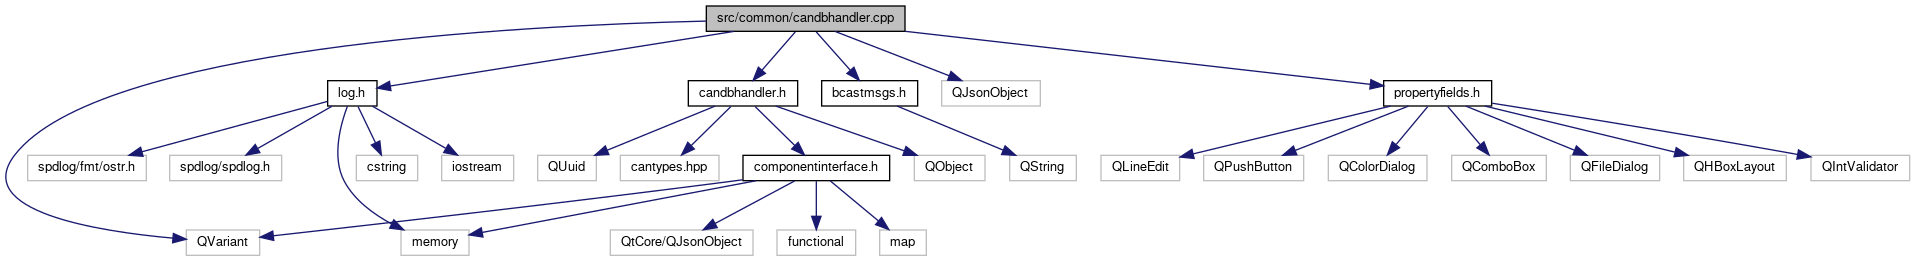 src/common/candbhandler.cpp
log.h
candbhandler.h
bcastmsgs.h
QJsonObject
propertyfields.h
spdlog/fmt/ostr.h
spdlog/spdlog.h
cstring
iostream
QUuid
cantypes.hpp
componentinterface.h
QObject
QString
QLineEdit
QPushButton
QColorDialog
QComboBox
QFileDialog
QHBoxLayout
QIntValidator
QVariant
memory
QtCore/QJsonObject
functional
map